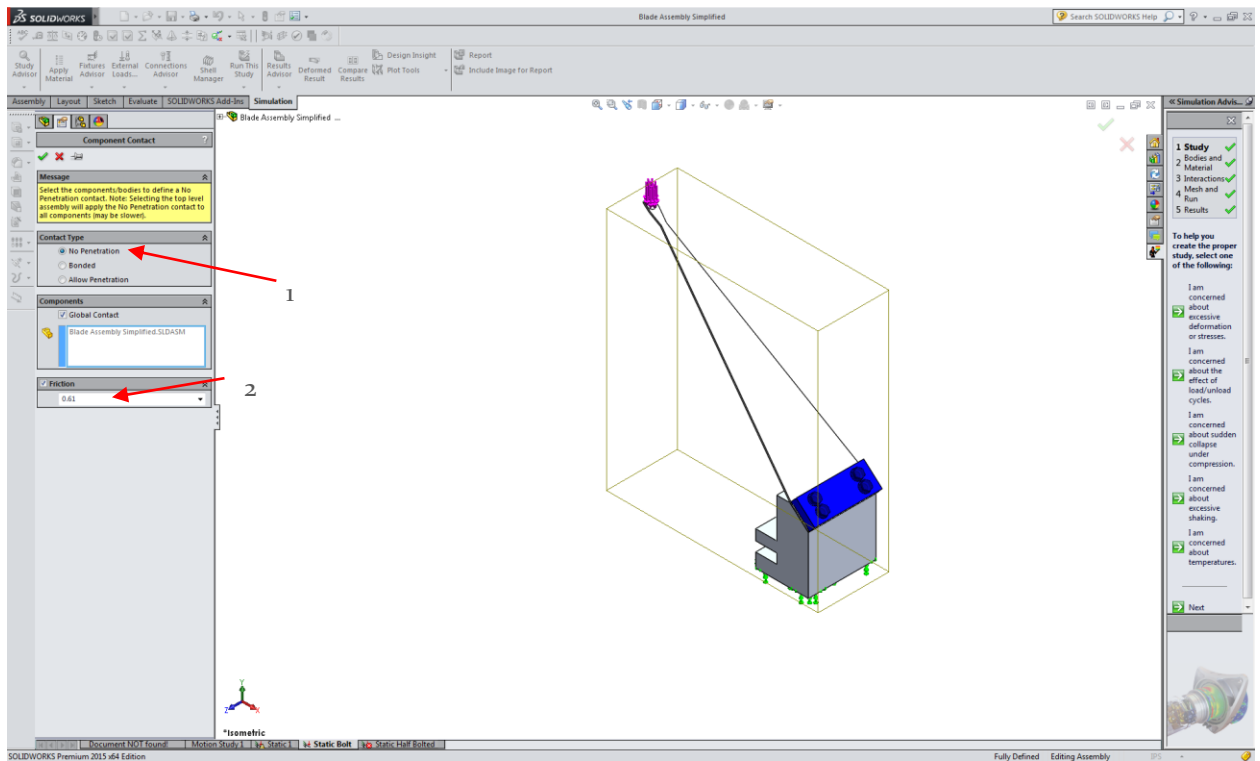 SOLIDWORKS
Blade Assembly Simplified
Search SOLIDWORKS Help
Study Advisor
Apply Material
Fixtures Advisor
External Loads...
Connections Advisor
Shell Manager
Run This Study
Results Advisor
Deformed Result
Compare Results
Design Insight
Plot Tools
Report
Include Image for Report
Assembly Layout Sketch Evaluate SOLIDWORKS Add-Ins Simulation
Blade Assembly Simplified ...
Component Contact ?
Message
Select the components/bodies to define a No
Penetration contact. Note: Selecting the top level
assembly will apply the No Penetration contact to
all components (may be slower).
Contact Type
No Penetration
Bonded
Allow Penetration
1
Components
Global Contact
Blade Assembly Simplified.SLDASM
Friction
0.61
2
Y
Z
X
*Isometric
Simulation Advis...
1 Study
2 Bodies and
Material
3 Interactions
4 Mesh and
Run
5 Results
To help you
create the proper
study, select one
of the following:
I am
concerned
about
excessive
deformation
or stresses.
I am
concerned
about the
effect of
load/unload
cycles.
I am
concerned
about sudden
collapse
under
compression.
I am
concerned
about
excessive
shaking.
I am
concerned
about
temperatures.
Next
Document NOT found! Motion Study 1 Static 1 Static Bolt Static Half Bolted
SOLIDWORKS Premium 2015 x64 Edition
Fully Defined Editing Assembly IPS